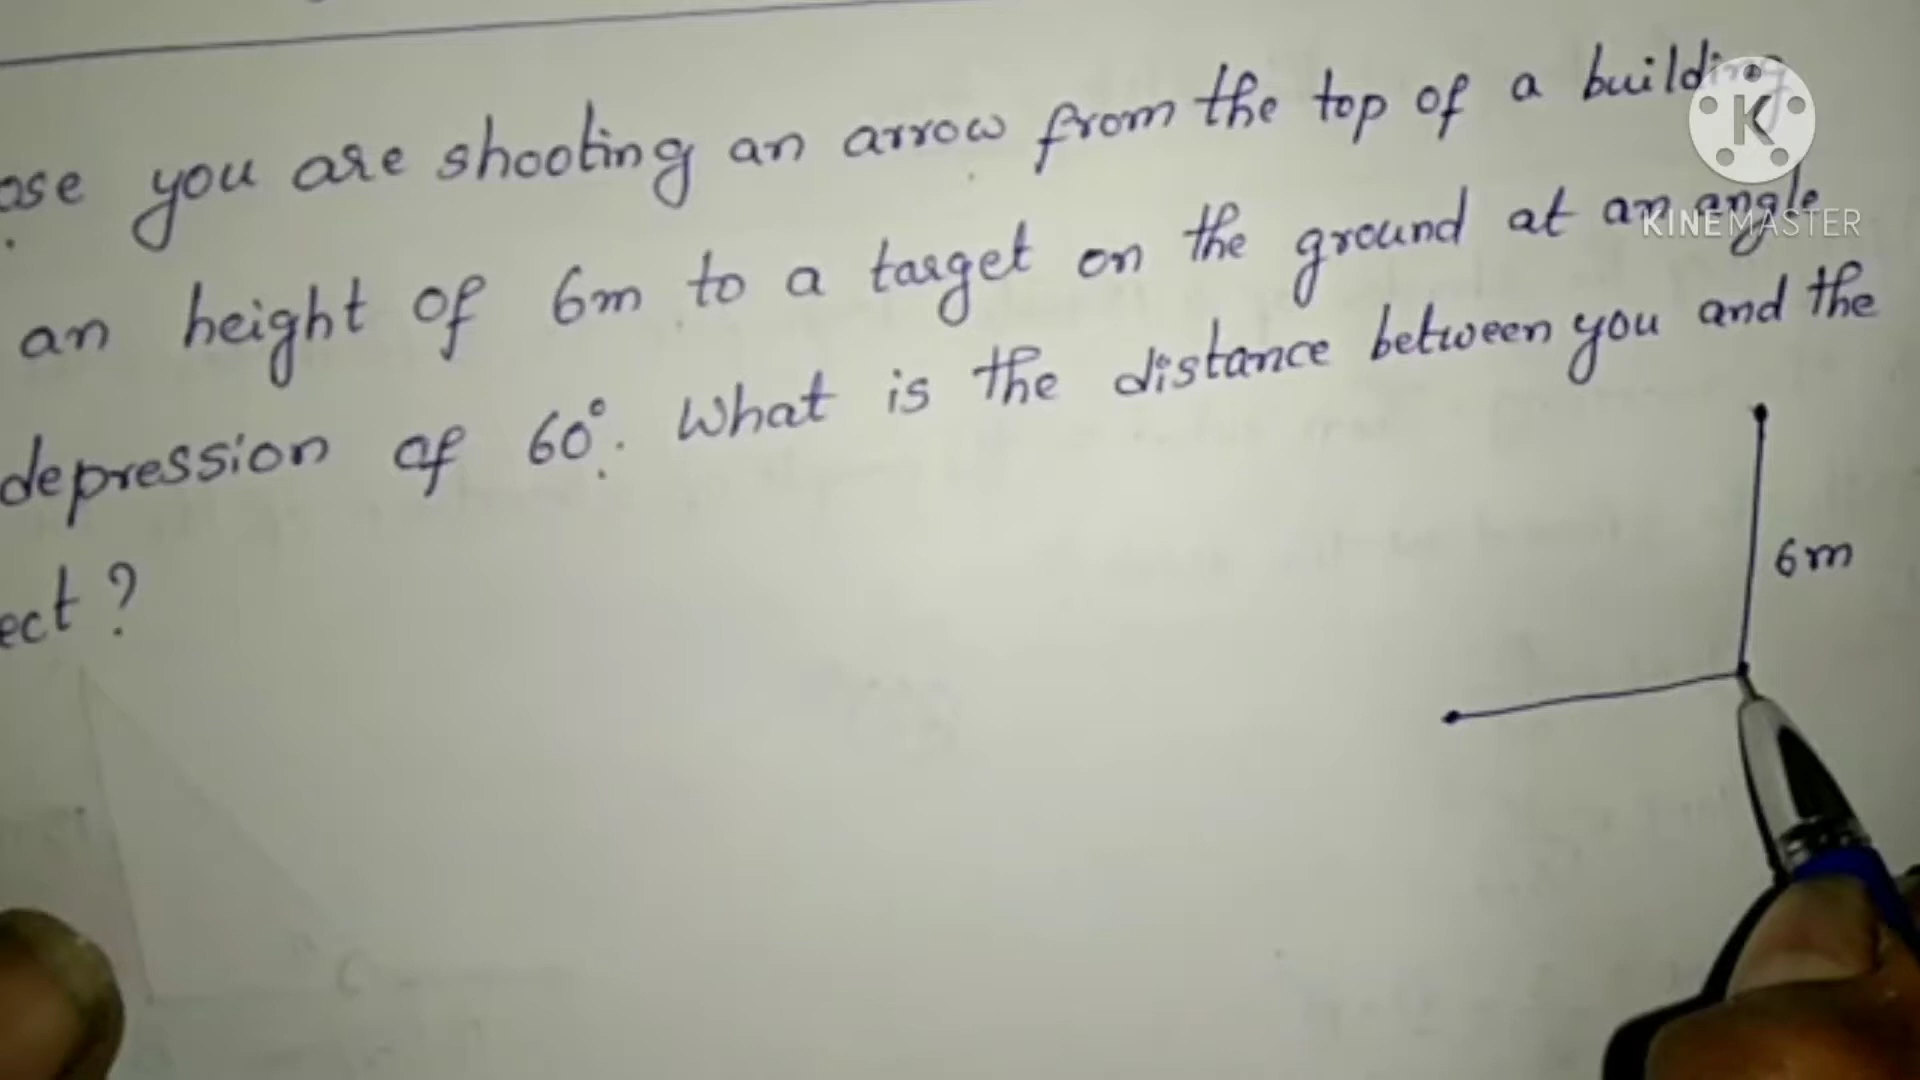 ose you are shooting an arrow from the top of a building
an height of 6m to a target on the ground at an angle
depression of 60°. What is the distance between you and the
ect?
6m
K
KINEMASTER